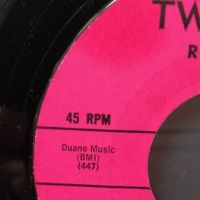 TW
R
45 RPM
Duane Music
(BMI)
(447)